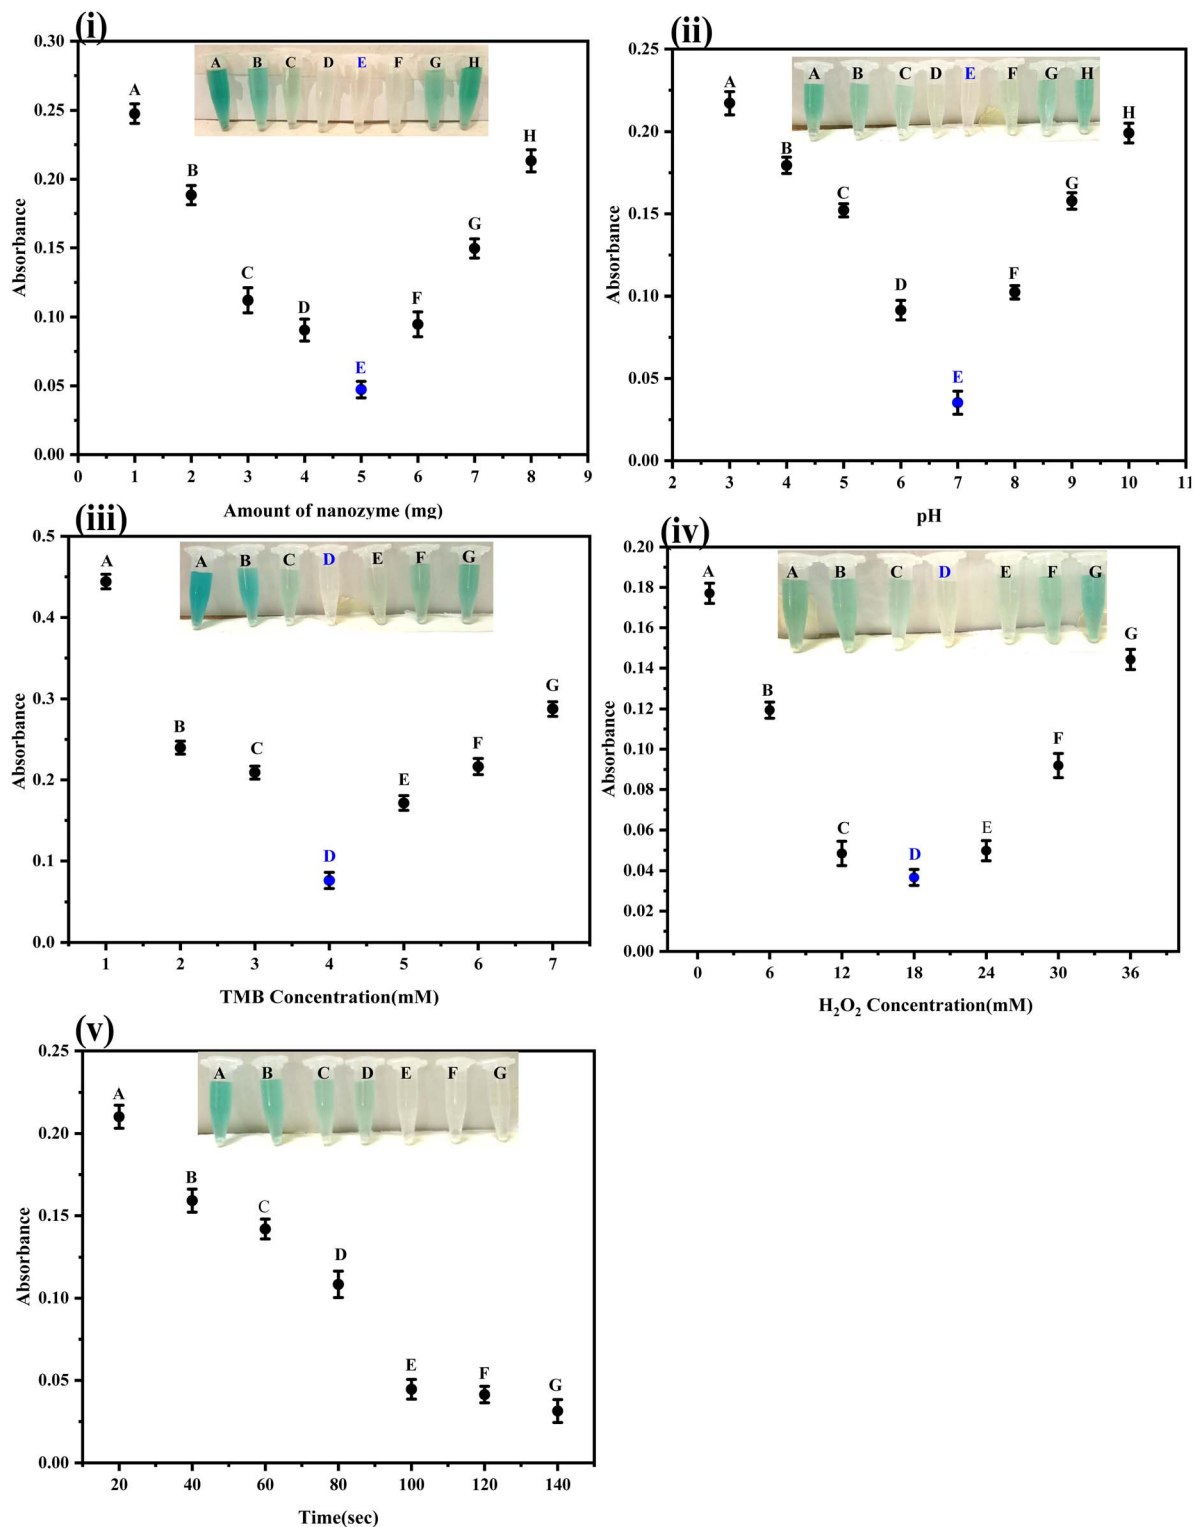 (i)
0.30
0.25
0.20
0.15
0.10
0.05
0.00
Absorbance
A B C D E F G H
A
B
C
D
E
F
G
H
0 1 2 3 4 5 6 7 8 9
Amount of nanozyme (mg)
(ii)
0.25
0.20
0.15
0.10
0.05
0.00
Absorbance
A B C D E F G H
A
B
C
D
E
F
G
H
2 3 4 5 6 7 8 9 10 11
pH
(iii)
0.5
0.4
0.3
0.2
0.1
0.0
Absorbance
A B C D E F G
A
B
C
D
E
F
G
1 2 3 4 5 6 7
TMB Concentration(mM)
(iv)
0.20
0.18
0.16
0.14
0.12
0.10
0.08
0.06
0.04
0.02
0.00
Absorbance
A B C D E F G
A
B
C
D
E
F
G
0 6 12 18 24 30 36
H₂O₂ Concentration(mM)
(v)
0.25
0.20
0.15
0.10
0.05
0.00
Absorbance
A B C D E F G
A
B
C
D
E
F
G
20 40 60 80 100 120 140
Time(sec)